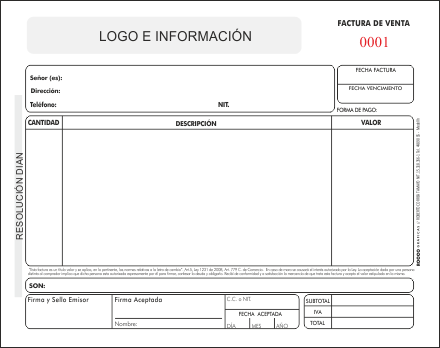 LOGO E INFORMACIÓN
FACTURA DE VENTA
0001
Señor (es):
Dirección:
Teléfono:
NIT.
FECHA FACTURA
FECHA VENCIMIENTO
FORMA DE PAGO:
CANTIDAD
DESCRIPCIÓN
VALOR
RESOLUCIÓN DIAN
SON:
Firma y Sello Emisor
Firma Aceptada
Nombre:
C.C. o NIT.
FECHA ACEPTADA
DÍA
MES
AÑO
SUBTOTAL
IVA
TOTAL